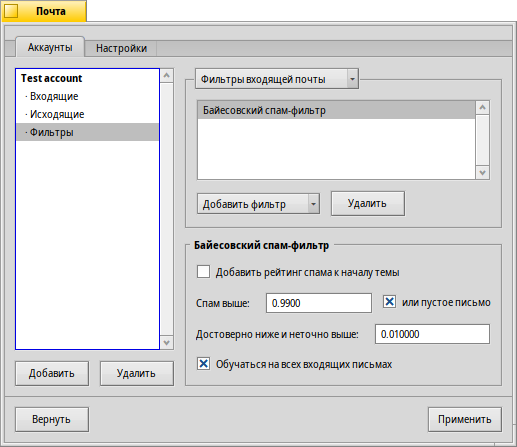 Почта
Аккаунты Настройки
Test account
· Входящие
· Исходящие
· Фильтры
Добавить Удалить
Фильтры входящей почты
Байесовский спам-фильтр
Добавить фильтр Удалить
Байесовский спам-фильтр
Добавить рейтинг спама к началу темы
Спам выше: 0.9900 или пустое письмо
Достоверно ниже и неточно выше: 0.010000
Обучаться на всех входящих письмах
Вернуть Применить